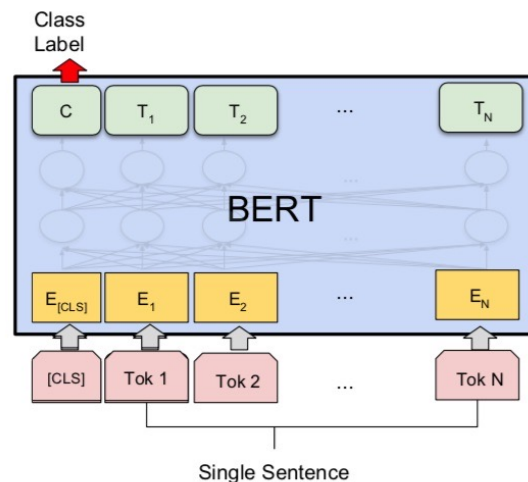 Class
Label
C T1 T2 ... TN
...
BERT
...
E[CLS] E1 E2 ... EN
[CLS] Tok 1 Tok 2 ... Tok N
Single Sentence